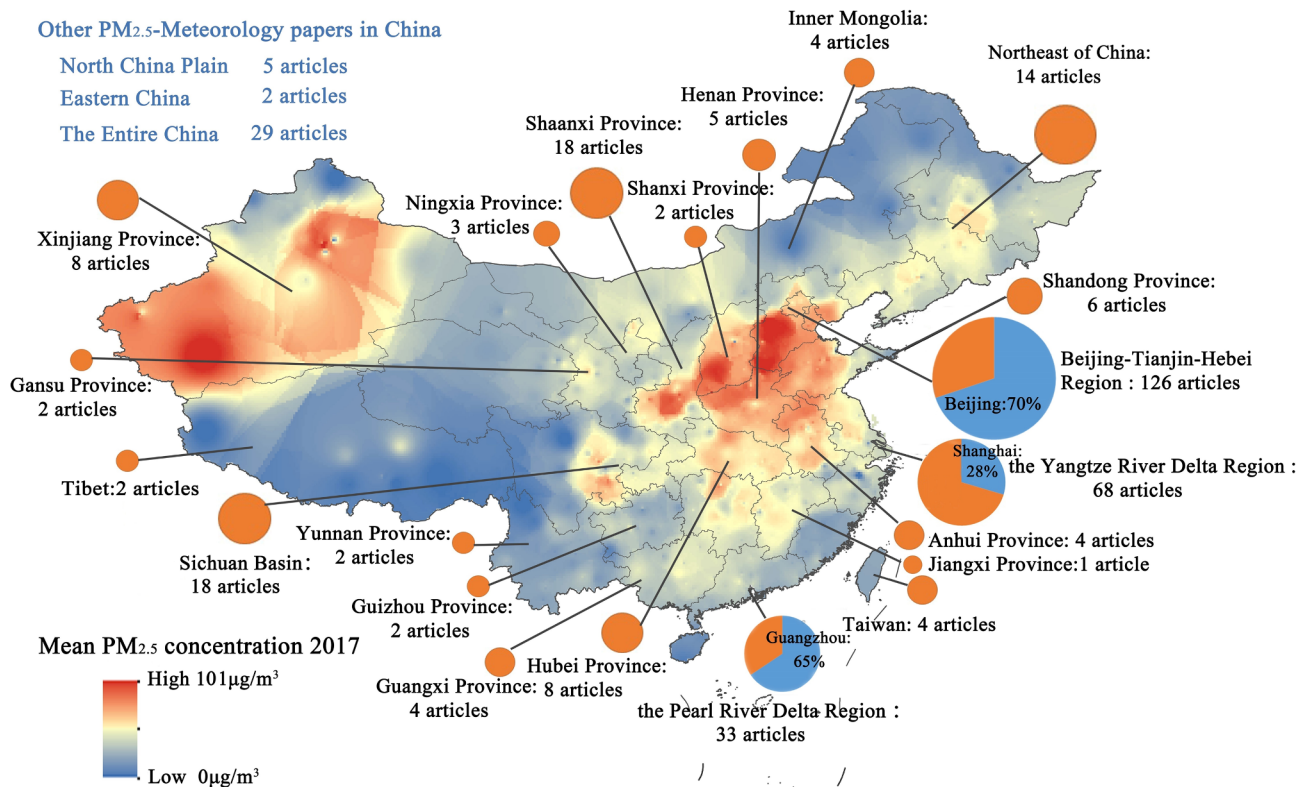 Other PM2.5-Meteorology papers in China
North China Plain 5 articles
Eastern China 2 articles
The Entire China 29 articles
Inner Mongolia:
4 articles
Northeast of China:
14 articles
Henan Province:
5 articles
Shaanxi Province:
18 articles
Shanxi Province:
2 articles
Ningxia Province:
3 articles
Xinjiang Province:
8 articles
Shandong Province:
6 articles
Beijing-Tianjin-Hebei
Region : 126 articles
Beijing:70%
Gansu Province:
2 articles
Shanghai:
28%
the Yangtze River Delta Region :
68 articles
Tibet:2 articles
Yunnan Province:
2 articles
Anhui Province: 4 articles
Jiangxi Province:1 article
Sichuan Basin:
18 articles
Guizhou Province:
2 articles
Taiwan: 4 articles
Guangzhou:
65%
Hubei Province:
8 articles
Guangxi Province:
4 articles
the Pearl River Delta Region :
33 articles
Mean PM2.5 concentration 2017
High 101μg/m³
Low 0μg/m³